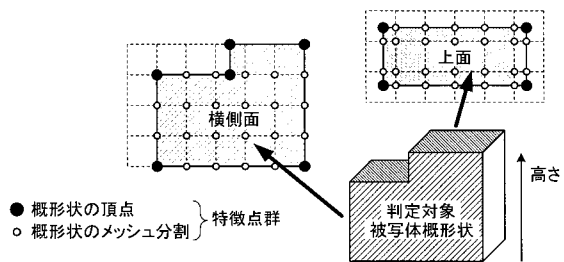 上面
横側面
高さ
判定対象
被写体概形状
概形状の頂点
概形状のメッシュ分割
特徴点群